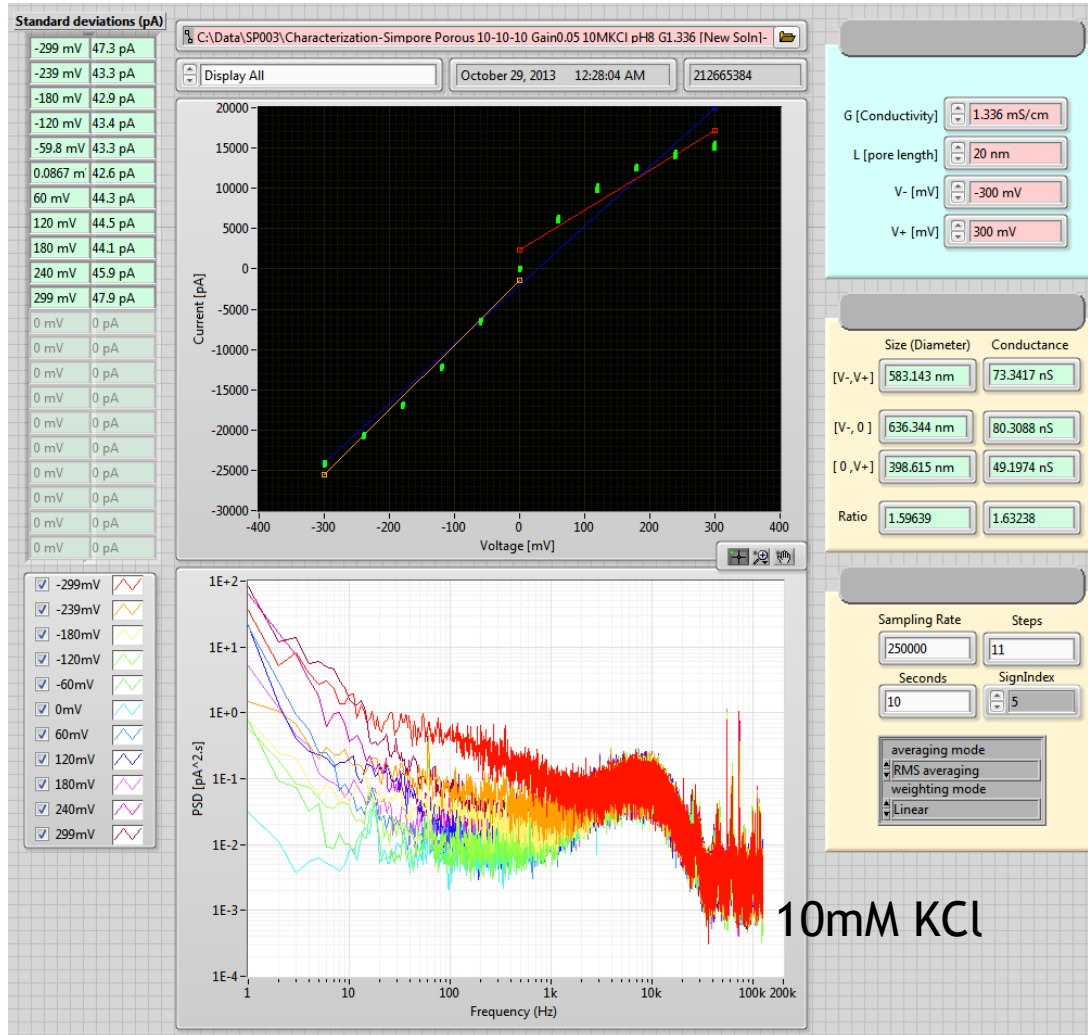 Standard deviations (pA)
-299 mV 47.3 pA
-239 mV 43.3 pA
-180 mV 42.9 pA
-120 mV 43.4 pA
-59.8 mV 43.3 pA
0.0867 m 42.6 pA
60 mV 44.3 pA
120 mV 44.5 pA
180 mV 44.1 pA
240 mV 45.9 pA
299 mV 47.9 pA
0 mV 0 pA
0 mV 0 pA
0 mV 0 pA
0 mV 0 pA
0 mV 0 pA
0 mV 0 pA
0 mV 0 pA
0 mV 0 pA
0 mV 0 pA
0 mV 0 pA
C:\Data\SP003\Characterization-Simpore Porous 10-10-10 Gain0.05 10MKCl pH8 G1.336 [New Soln]-
Display All
October 29, 2013 12:28:04 AM
212665384
20000
15000
10000
5000
0
-5000
-10000
-15000
-20000
-25000
-30000
Current [pA]
-400 -300 -200 -100 0 100 200 300 400
Voltage [mV]
G [Conductivity] 1.336 mS/cm
L [pore length] 20 nm
V- [mV] -300 mV
V+ [mV] 300 mV
Size (Diameter) Conductance
[V-,V+] 583.143 nm 73.3417 nS
[V-, 0 ] 636.344 nm 80.3088 nS
[ 0 ,V+] 398.615 nm 49.1974 nS
Ratio 1.59639 1.63238
-299mV
-239mV
-180mV
-120mV
-60mV
0mV
60mV
120mV
180mV
240mV
299mV
1E+2
1E+1
1E+0
1E-1
1E-2
1E-3
1E-4
PSD [pA^2.s]
1 10 100 1k 10k 100k 200k
Frequency (Hz)
10mM KCl
Sampling Rate Steps
250000 11
Seconds SignIndex
10 5
averaging mode
RMS averaging
weighting mode
Linear